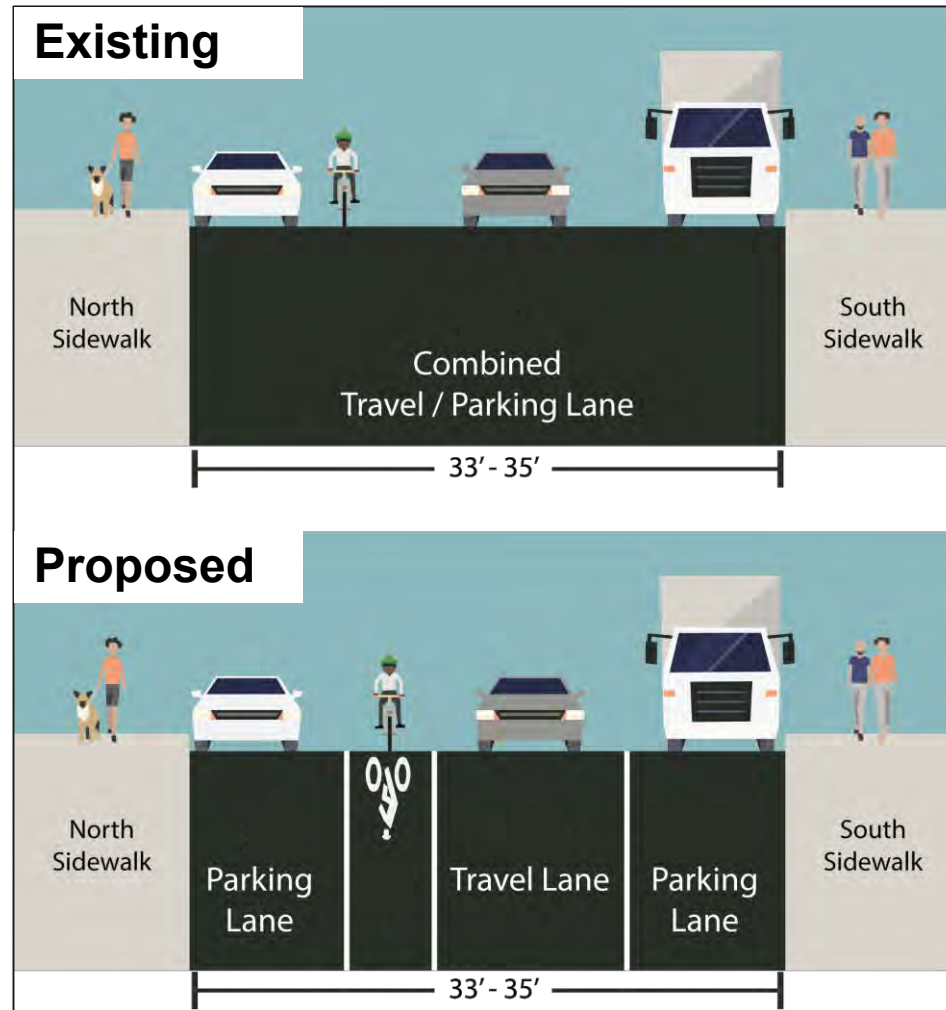 Existing
North
Sidewalk
Combined
Travel / Parking Lane
South
Sidewalk
33' - 35'
Proposed
North
Sidewalk
Parking
Lane
Travel Lane
Parking
Lane
South
Sidewalk
33' - 35'